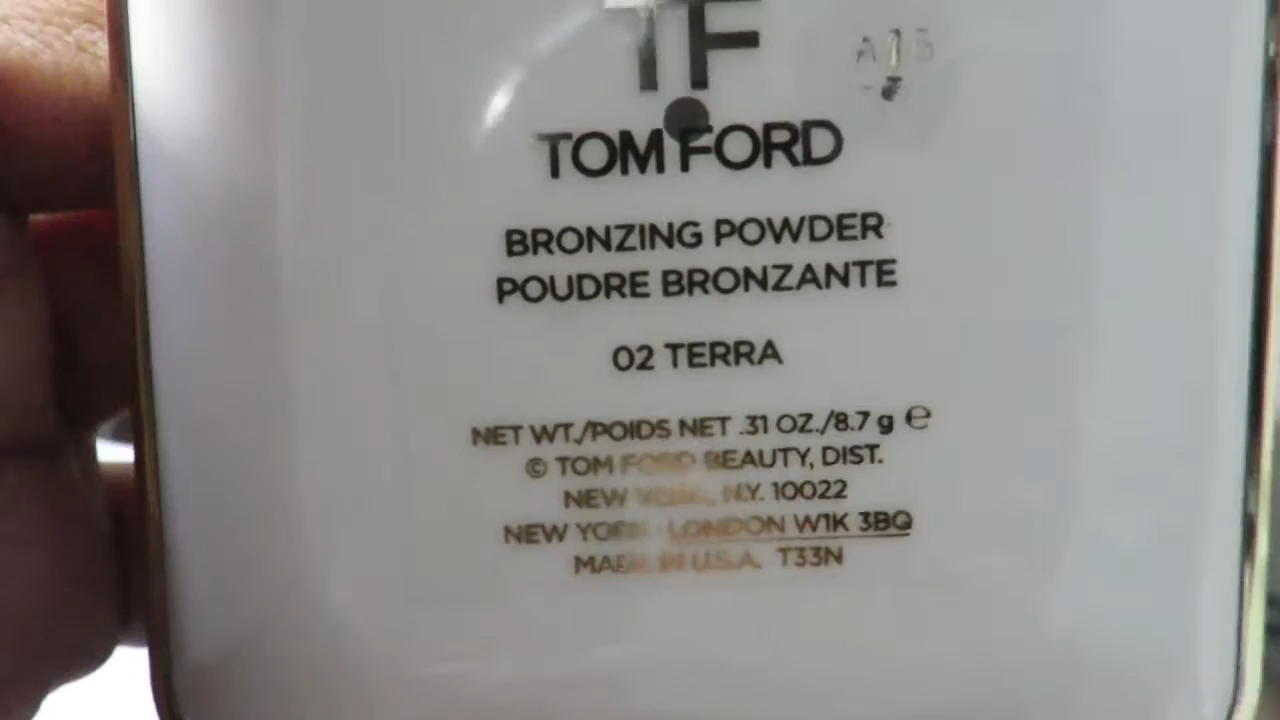 TF
TOM FORD
BRONZING POWDER
POUDRE BRONZANTE
02 TERRA
NET WT./POIDS NET .31 OZ./8.7 g ℮
© TOM FORD BEAUTY, DIST.
NEW YORK, N.Y. 10022
NEW YORK · LONDON W1K 3BQ
MADE IN U.S.A. T33N